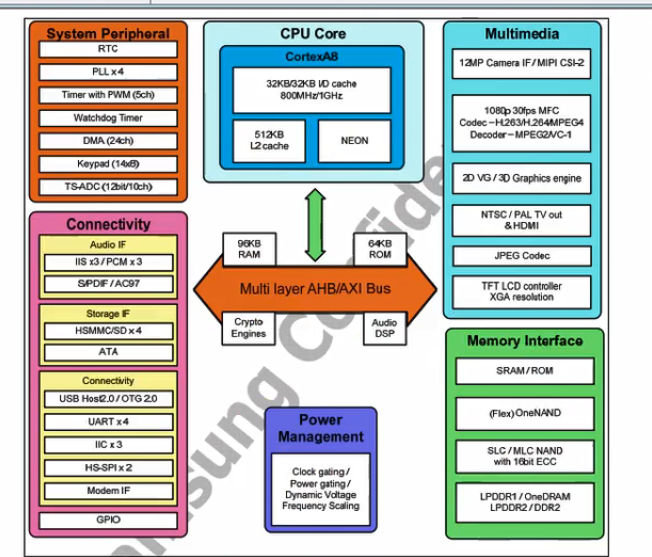 System Peripheral
RTC
PLL x 4
Timer with PWM (5ch)
Watchdog Timer
DMA (24ch)
Keypad (14x8)
TS-ADC (12bit/10ch)
Connectivity
Audio IF
IIS x3 / PCM x 3
S/PDIF / AC97
Storage IF
HSMMC/SD x 4
ATA
Connectivity
USB Host2.0 / OTG 2.0
UART x 4
IIC x 3
HS-SPI x 2
Modem IF
GPIO
CPU Core
CortexA8
32KB/32KB I/D cache
800MHz/1GHz
512KB
L2 cache
NEON
96KB
RAM
64KB
ROM
Multi layer AHB/AXI Bus
Crypto
Engines
Audio
DSP
Power
Management
Clock gating /
Power gating /
Dynamic Voltage
Frequency Scaling
Multimedia
12MP Camera IF / MIPI CSI-2
1080p 30fps MFC
Codec – H.263/H.264/MPEG4
Decoder – MPEG2/VC-1
2D VG / 3D Graphics engine
NTSC / PAL TV out
& HDMI
JPEG Codec
TFT LCD controller
XGA resolution
Memory Interface
SRAM / ROM
(Flex) OneNAND
SLC / MLC NAND
with 16bit ECC
LPDDR1 / OneDRAM
LPDDR2 / DDR2